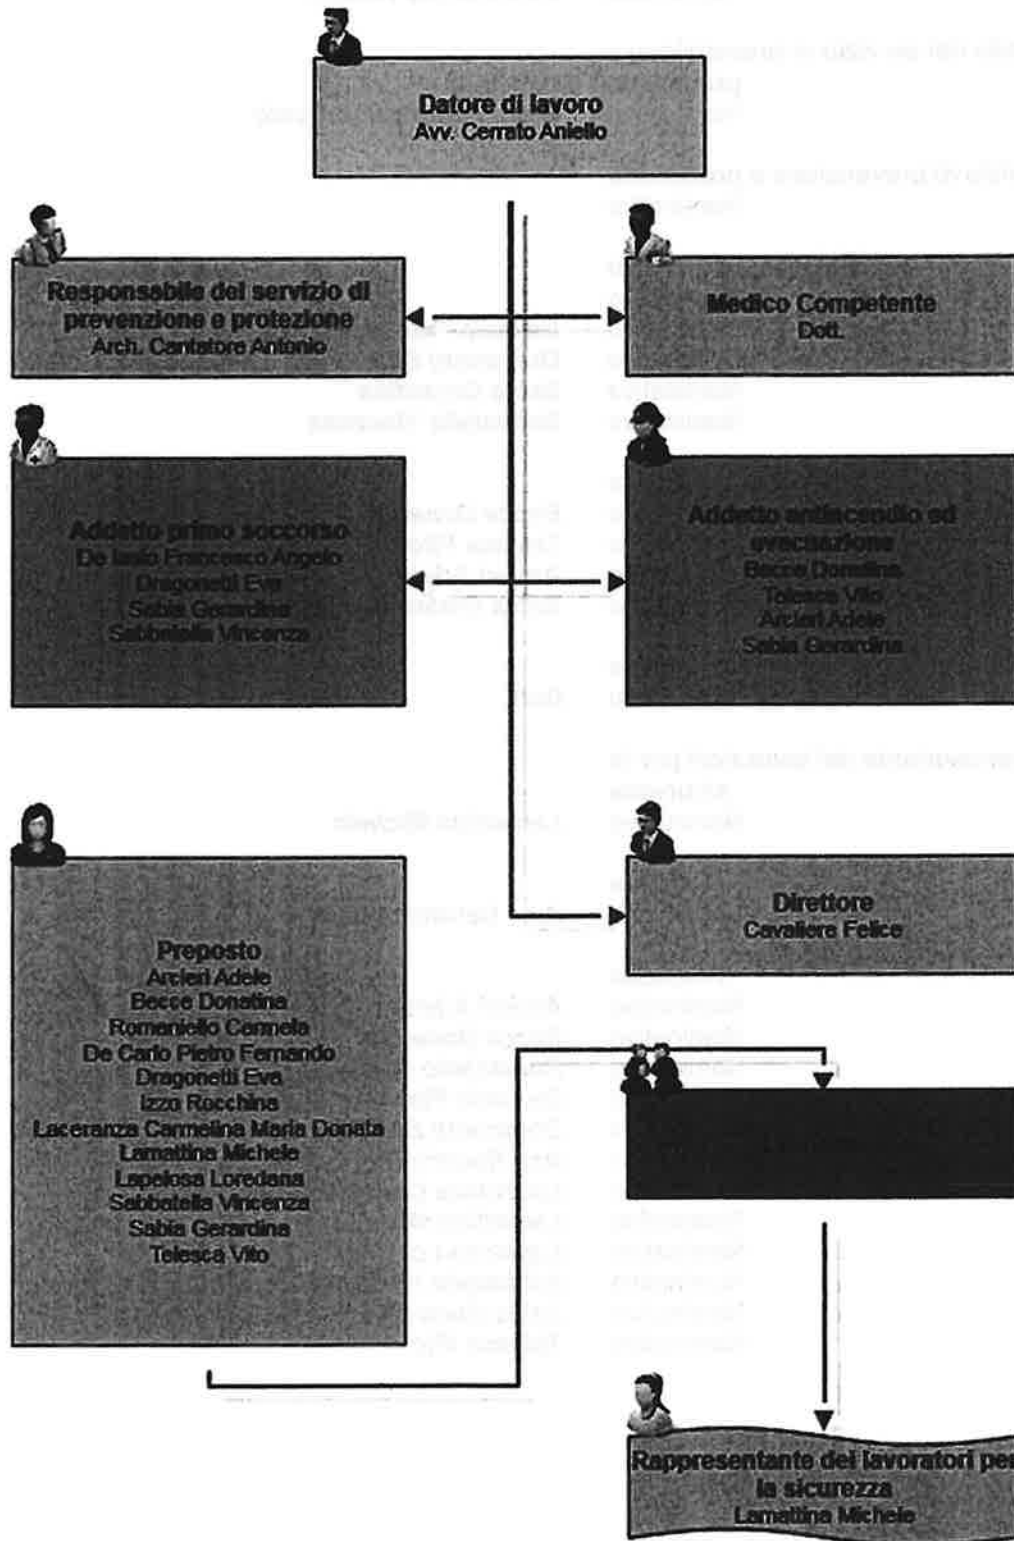 Datore di lavoro
Avv. Cerrato Aniello
Responsabile del servizio di
prevenzione e protezione
Arch. Cantatore Antonio
Medico Competente
Dott.
Addetto primo soccorso
De Iasio Francesco Angelo
Dragonetti Eva
Sabia Gerardina
Sabbatella Vincenza
Addetto antiacendio ed
evacuazione
Becce Donatina
Telesca Vito
Arcieri Adele
Sabia Gerardina
Preposto
Arcieri Adele
Becce Donatina
Romaniello Carmela
De Carlo Pietro Fernando
Dragonetti Eva
Izzo Rocchina
Laceranza Carmelina Maria Donata
Lamattina Michele
Lapelosa Loredana
Sabbatella Vincenza
Sabia Gerardina
Telesca Vito
Direttore
Cavaliere Felice
Rappresentante dei lavoratori per
la sicurezza
Lamattina Michele